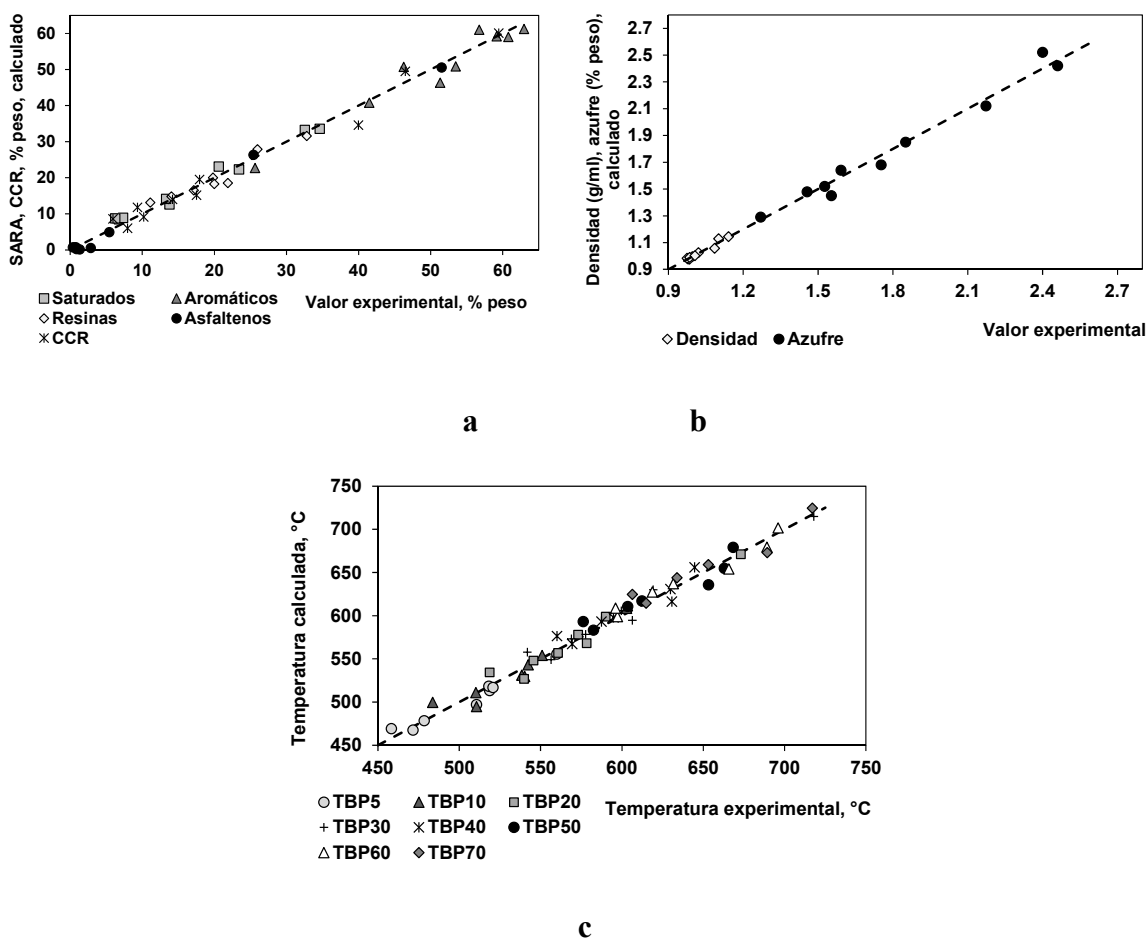 SARA, CCR, % peso, calculado
60
50
40
30
20
10
0
0 10 20 30 40 50 60
Saturados Aromáticos
Resinas Asfaltenos
CCR
Valor experimental, % peso
Densidad (g/ml), azufre (% peso),
calculado
2.7
2.5
2.3
2.1
1.9
1.7
1.5
1.3
1.1
0.9
0.9 1.2 1.5 1.8 2.1 2.4 2.7
Valor experimental
Densidad Azufre
a b
Temperatura calculada, °C
750
700
650
600
550
500
450
450 500 550 600 650 700 750
TBP5 TBP10 TBP20
Temperatura experimental, °C
TBP30 TBP40 TBP50
TBP60 TBP70
c